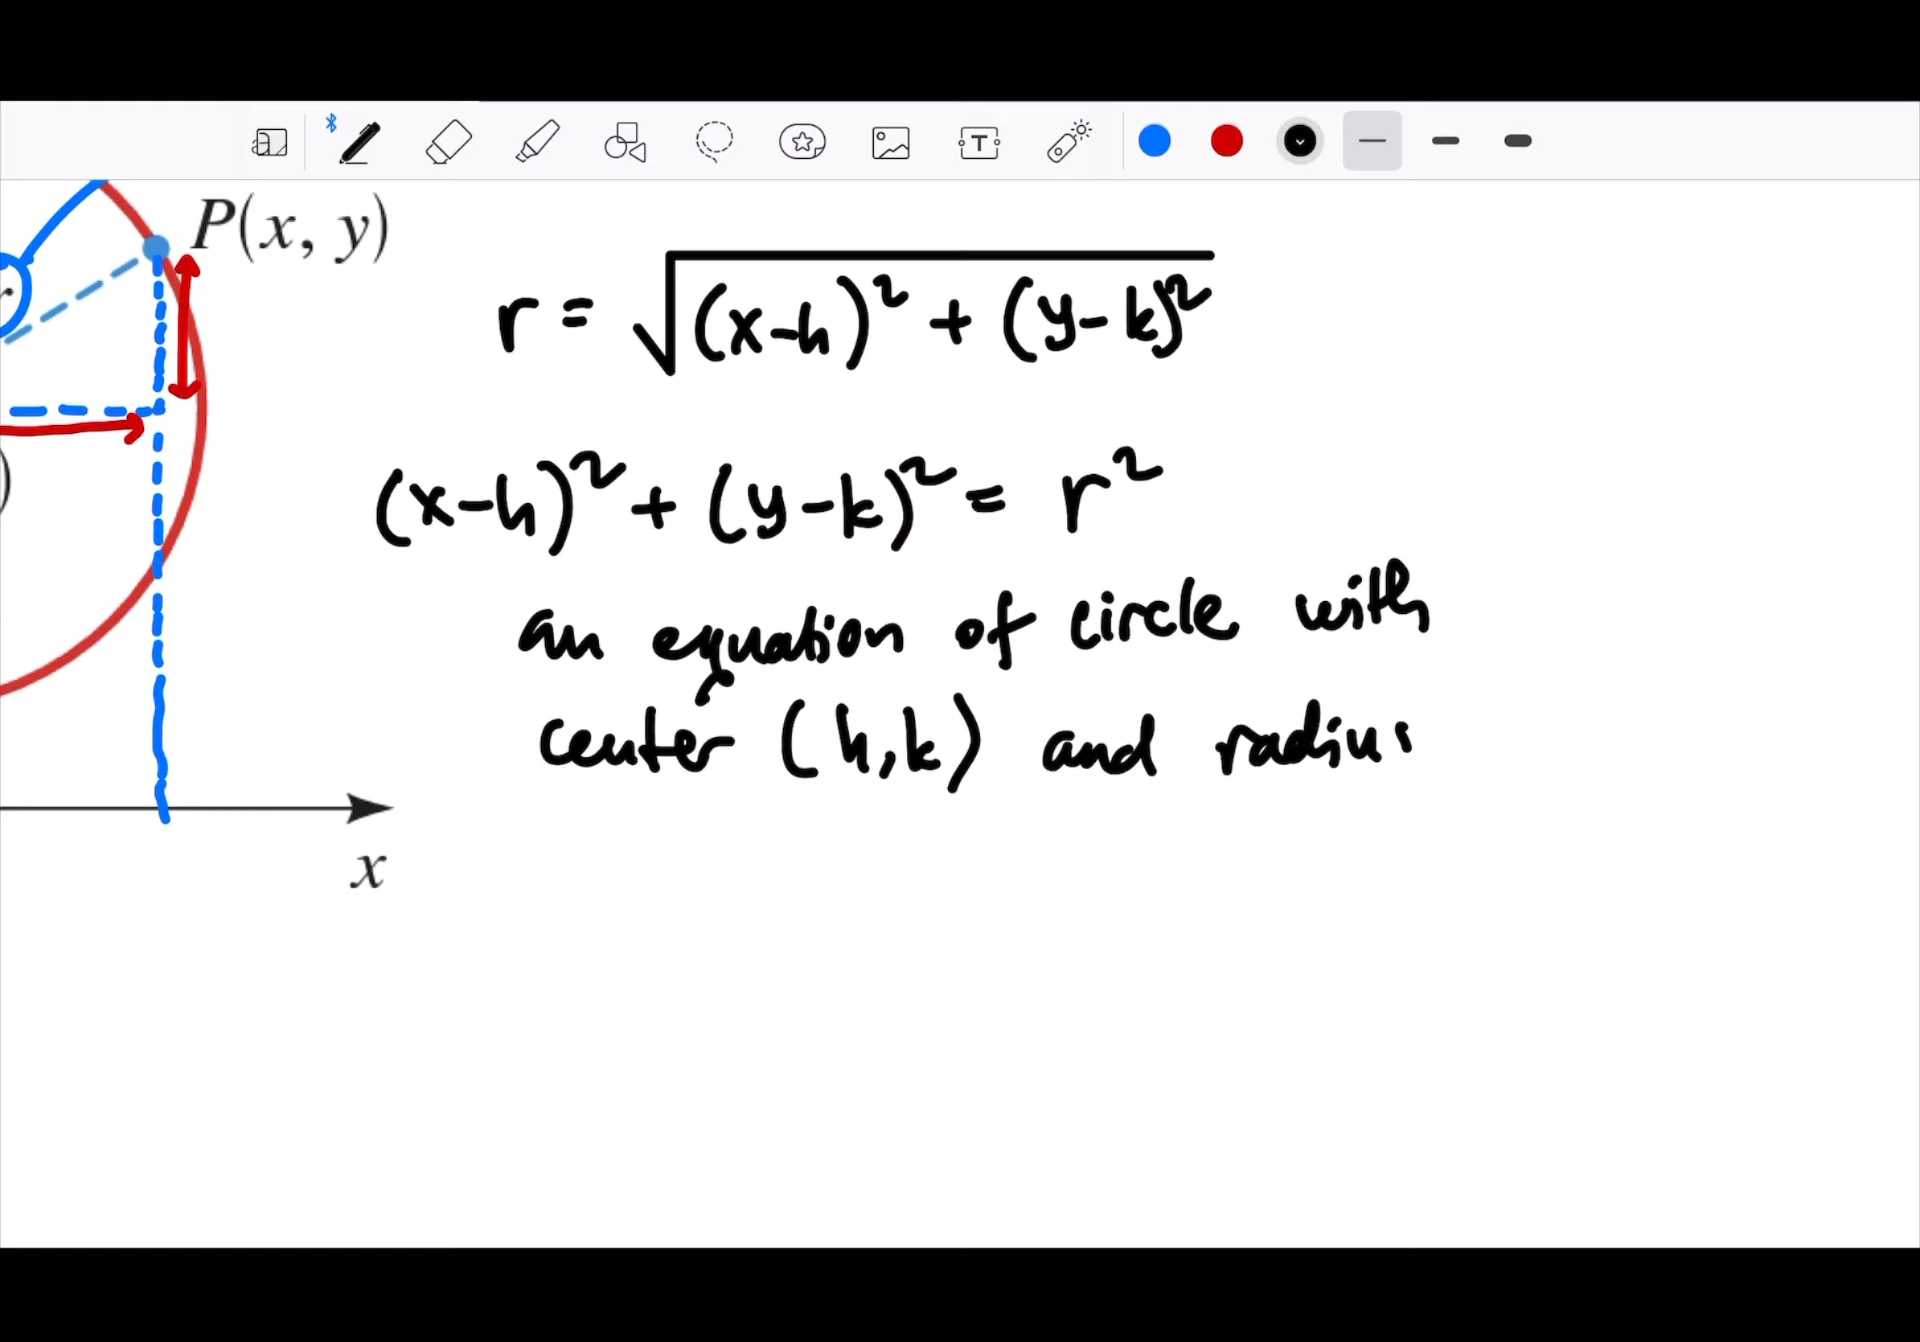 P(x, y)
r = √((x-h)² + (y-k)²)
(x-h)² + (y-k)² = r²
an equation of circle with
center (h,k) and radius
x